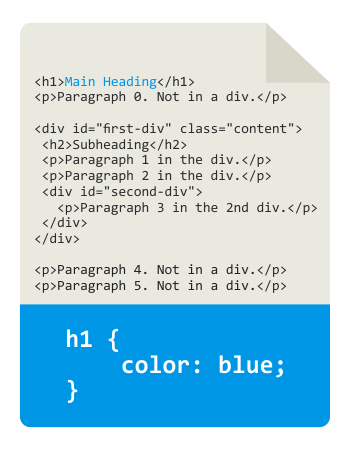 <h1>Main Heading</h1>
<p>Paragraph 0. Not in a div.</p>
<div id="first-div" class="content">
<h2>Subheading</h2>
<p>Paragraph 1 in the div.</p>
<p>Paragraph 2 in the div.</p>
<div id="second-div">
<p>Paragraph 3 in the 2nd div.</p>
</div>
</div>
<p>Paragraph 4. Not in a div.</p>
<p>Paragraph 5. Not in a div.</p>
h1 {
color: blue;
}